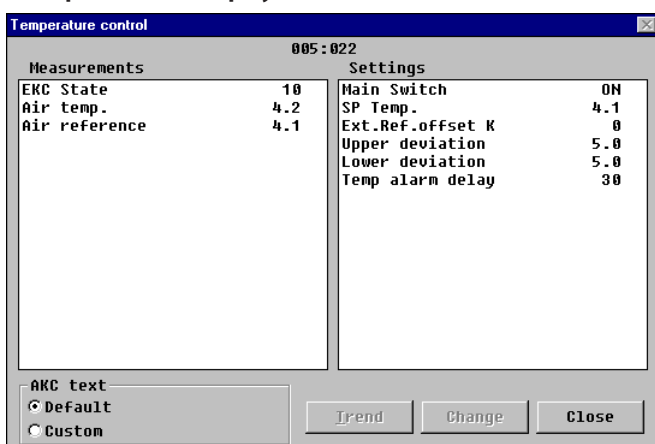 Temperature control
005:022
Measurements
Settings
EKC State 10
Air temp. 4.2
Air reference 4.1
Main Switch ON
SP Temp. 4.1
Ext.Ref.offset K 0
Upper deviation 5.0
Lower deviation 5.0
Temp alarm delay 30
AKC text
Default
Custom
Trend
Change
Close